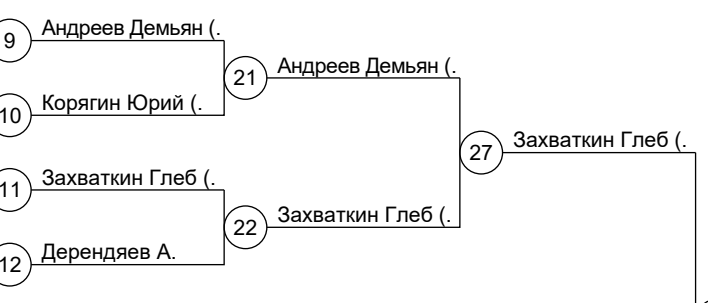 9 Андреев Демьян (.
21 Андреев Демьян (.
10 Корягин Юрий (.
27 Захваткин Глеб (.
11 Захваткин Глеб (.
22 Захваткин Глеб (.
12 Дерендяев А.